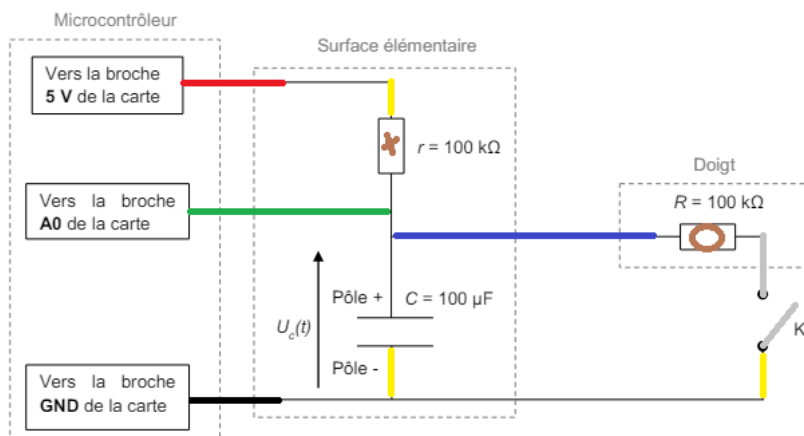 Microcontrôleur
Surface élémentaire
Vers la broche
5 V de la carte
r = 100 kΩ
Doigt
R = 100 kΩ
Vers la broche
A0 de la carte
Pôle +
C = 100 µF
Uc(t)
K
Pôle -
Vers la broche
GND de la carte